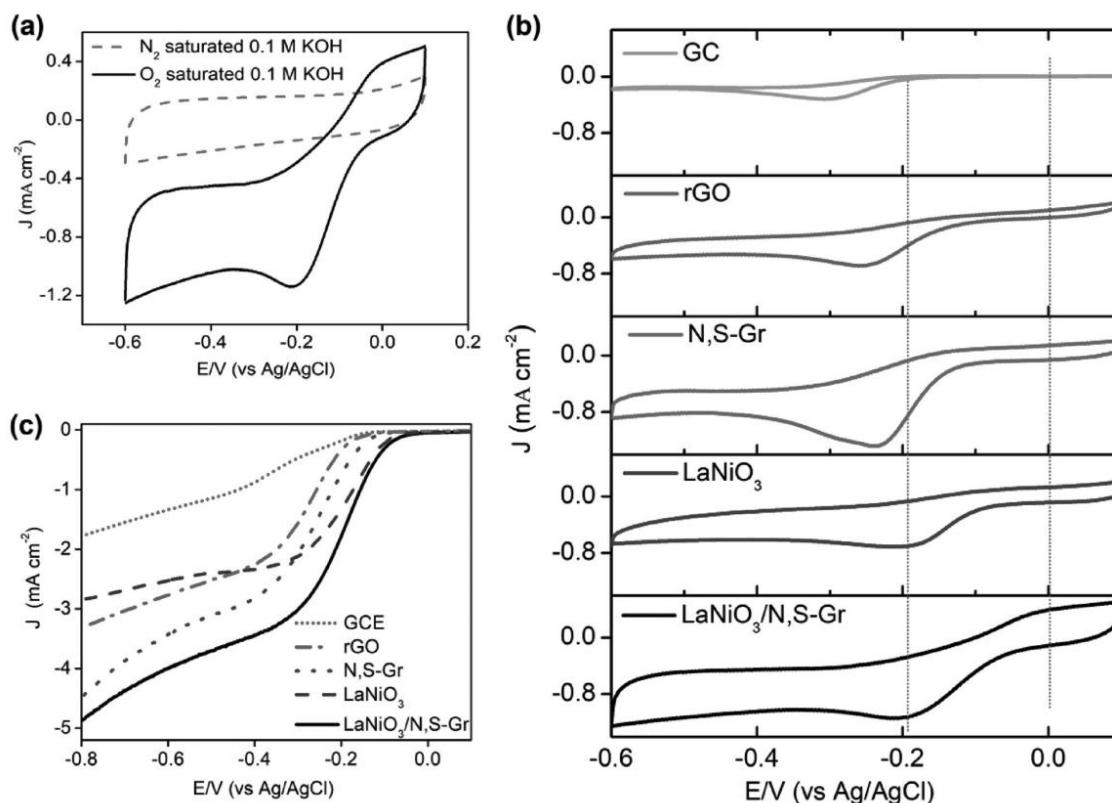 (a)
N₂ saturated 0.1 M KOH
O₂ saturated 0.1 M KOH
0.4
0.0
-0.4
-0.8
-1.2
J (mA cm⁻²)
-0.6
-0.4
-0.2
0.0
0.2
E/V (vs Ag/AgCl)
(b)
GC
0.0
-0.8
rGO
0.0
-0.8
N,S-Gr
0.0
-0.8
LaNiO₃
0.0
-0.8
LaNiO₃/N,S-Gr
0.0
-0.8
J (mA cm⁻²)
-0.6
-0.4
-0.2
0.0
E/V (vs Ag/AgCl)
(c)
0
-1
-2
-3
-4
-5
J (mA cm⁻²)
GCE
rGO
N,S-Gr
LaNiO₃
LaNiO₃/N,S-Gr
-0.8
-0.6
-0.4
-0.2
0.0
E/V (vs Ag/AgCl)